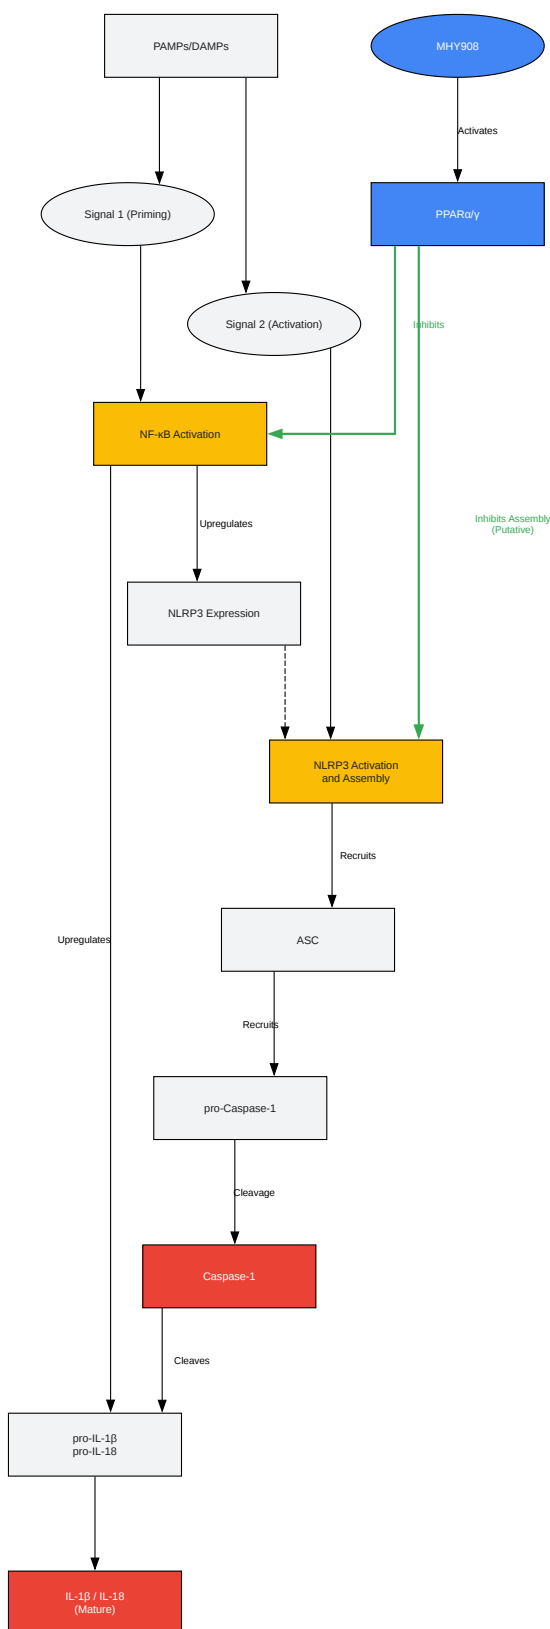 PAMPs/DAMPs
MHY908
Activates
Signal 1 (Priming)
PPARα/γ
Signal 2 (Activation)
Inhibits
NF-κB Activation
Upregulates
Inhibits Assembly
(Putative)
NLRP3 Expression
NLRP3 Activation
and Assembly
Recruits
ASC
Upregulates
Recruits
pro-Caspase-1
Cleavage
Caspase-1
Cleaves
pro-IL-1β
pro-IL-18
IL-1β / IL-18
(Mature)